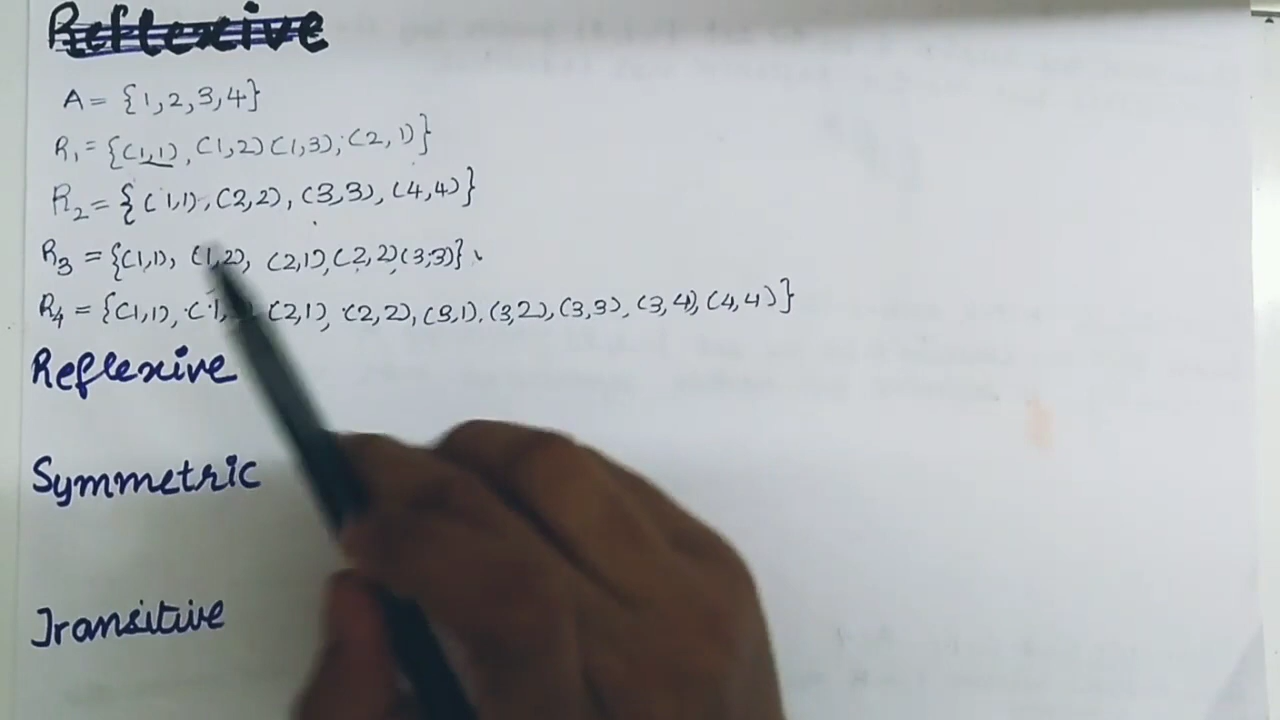 Reflexive
A = {1,2,3,4}
R₁ = {(1,1), (1,2) (1,3), (2,1)}
R₂ = {(1,1), (2,2), (3,3), (4,4)}
R₃ = {(1,1), (1,2), (2,1), (2,2) (3,3)}
R₄ = {(1,1), (1, (2,1), (2,2), (3,1), (3,2), (3,3), (3,4), (4,4)}
Reflexive
Symmetric
Transitive